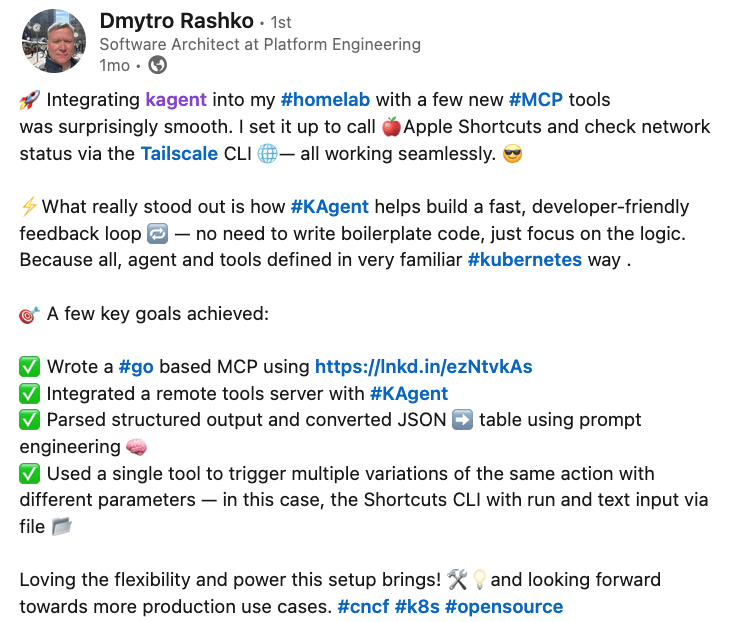 Dmytro Rashko • 1st
Software Architect at Platform Engineering
1mo •
🚀 Integrating kagent into my #homelab with a few new #MCP tools
was surprisingly smooth. I set it up to call 🍎Apple Shortcuts and check network
status via the Tailscale CLI 🌐— all working seamlessly. 😎
⚡What really stood out is how #KAgent helps build a fast, developer-friendly
feedback loop 🔁 — no need to write boilerplate code, just focus on the logic.
Because all, agent and tools defined in very familiar #kubernetes way .
🎯 A few key goals achieved:
✅ Wrote a #go based MCP using https://lnkd.in/ezNtvkAs
✅ Integrated a remote tools server with #KAgent
✅ Parsed structured output and converted JSON ➡️ table using prompt
engineering 🧠
✅ Used a single tool to trigger multiple variations of the same action with
different parameters — in this case, the Shortcuts CLI with run and text input via
file 📂
Loving the flexibility and power this setup brings! 🛠️💡and looking forward
towards more production use cases. #cncf #k8s #opensource